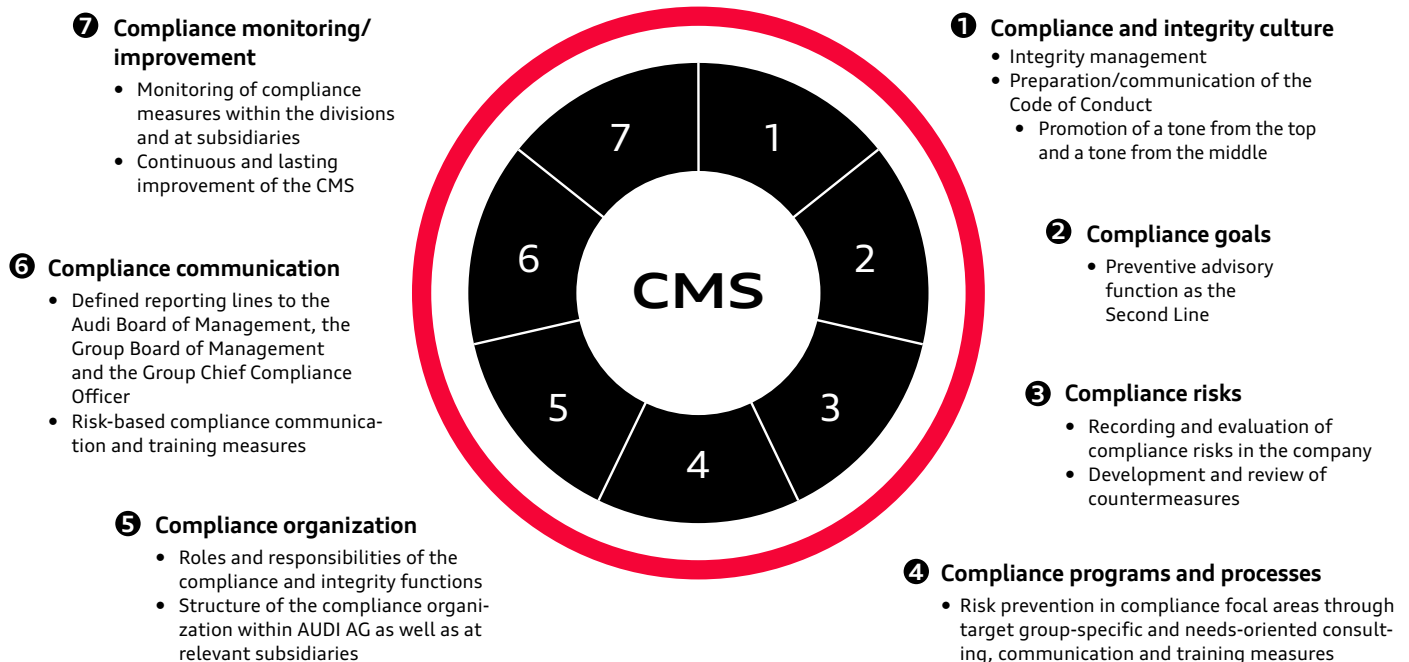 ❶ Compliance and integrity culture
• Integrity management
• Preparation/communication of the
Code of Conduct
• Promotion of a tone from the top
and a tone from the middle
❷ Compliance goals
• Preventive advisory
function as the
Second Line
❸ Compliance risks
• Recording and evaluation of
compliance risks in the company
• Development and review of
countermeasures
❹ Compliance programs and processes
• Risk prevention in compliance focal areas through
target group-specific and needs-oriented consult-
ing, communication and training measures
❺ Compliance organization
• Roles and responsibilities of the
compliance and integrity functions
• Structure of the compliance organi-
zation within AUDI AG as well as at
relevant subsidiaries
❻ Compliance communication
• Defined reporting lines to the
Audi Board of Management, the
Group Board of Management
and the Group Chief Compliance
Officer
• Risk-based compliance communica-
tion and training measures
❼ Compliance monitoring/
improvement
• Monitoring of compliance
measures within the divisions
and at subsidiaries
• Continuous and lasting
improvement of the CMS
1
2
3
4
5
6
7
CMS